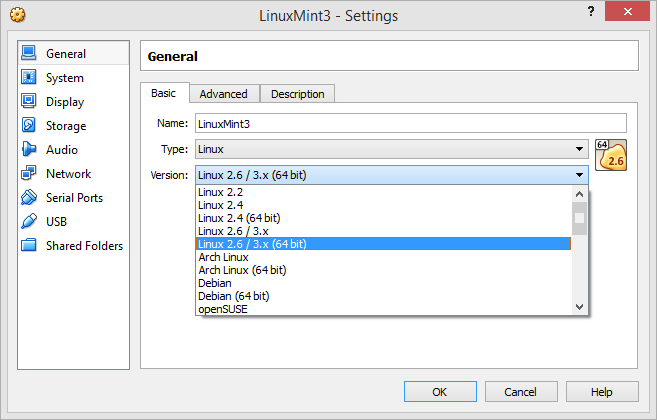 LinuxMint3 - Settings
?
General
System
Display
Storage
Audio
Network
Serial Ports
USB
Shared Folders
General
Basic
Advanced
Description
Name:
LinuxMint3
Type:
Linux
64
2.6
Version:
Linux 2.6 / 3.x (64 bit)
Linux 2.2
Linux 2.4
Linux 2.4 (64 bit)
Linux 2.6 / 3.x
Linux 2.6 / 3.x (64 bit)
Arch Linux
Arch Linux (64 bit)
Debian
Debian (64 bit)
openSUSE
OK
Cancel
Help